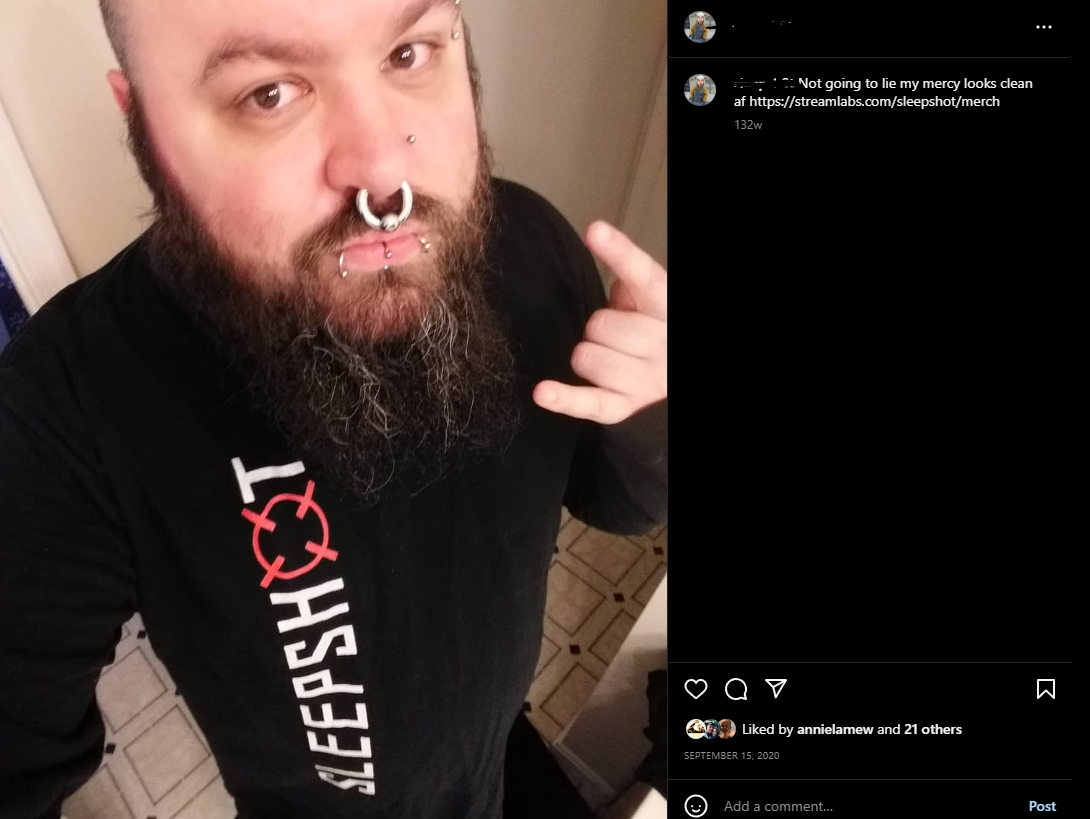 SLEEPSHOT
Not going to lie my mercy looks clean
af https://streamlabs.com/sleepshot/merch
132w
Liked by annielamew and 21 others
SEPTEMBER 15, 2020
Add a comment...
Post